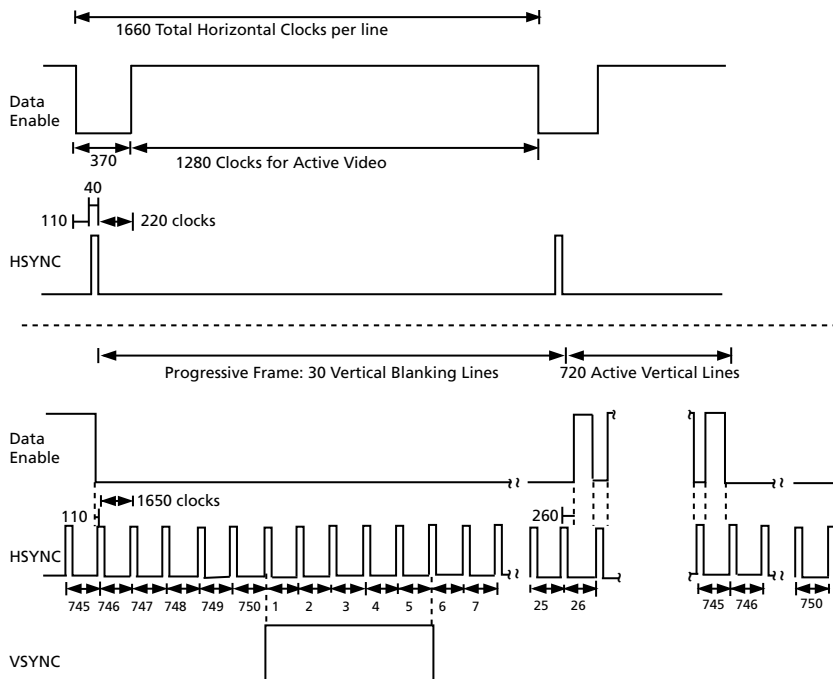 1660 Total Horizontal Clocks per line
Data
Enable
370
1280 Clocks for Active Video
40
110
220 clocks
HSYNC
Progressive Frame: 30 Vertical Blanking Lines
720 Active Vertical Lines
Data
Enable
1650 clocks
110
260
HSYNC
745 746 747 748 749 750 1 2 3 4 5 6 7 25 26 745 746 750
VSYNC